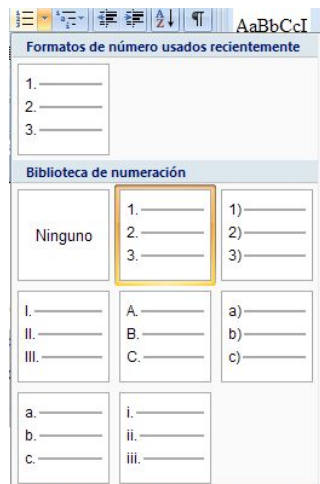 AaBbCcI
Formatos de número usados recientemente
1.
2.
3.
Biblioteca de numeración
Ninguno
1.
2.
3.
1)
2)
3)
I.
II.
III.
A.
B.
C.
a)
b)
c)
a.
b.
c.
i.
ii.
iii.